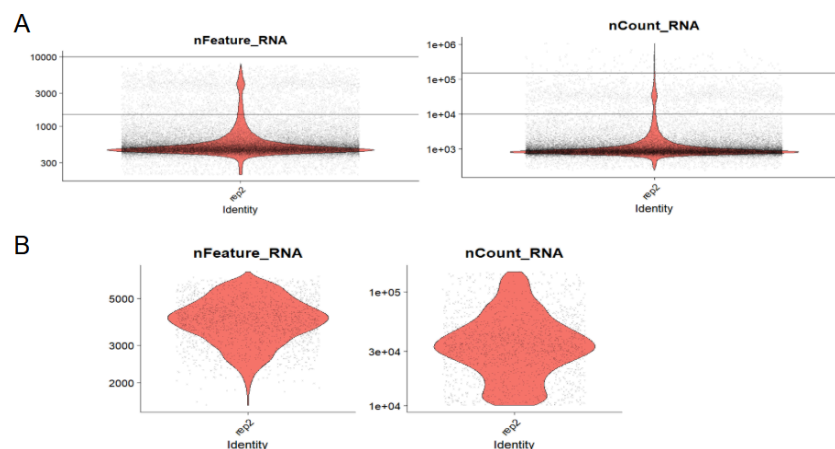 A
nFeature_RNA
10000
3000
1000
300
rep2
Identity
nCount_RNA
1e+06
1e+05
1e+04
1e+03
rep2
Identity
B
nFeature_RNA
5000
3000
2000
rep2
Identity
nCount_RNA
1e+05
3e+04
1e+04
rep2
Identity